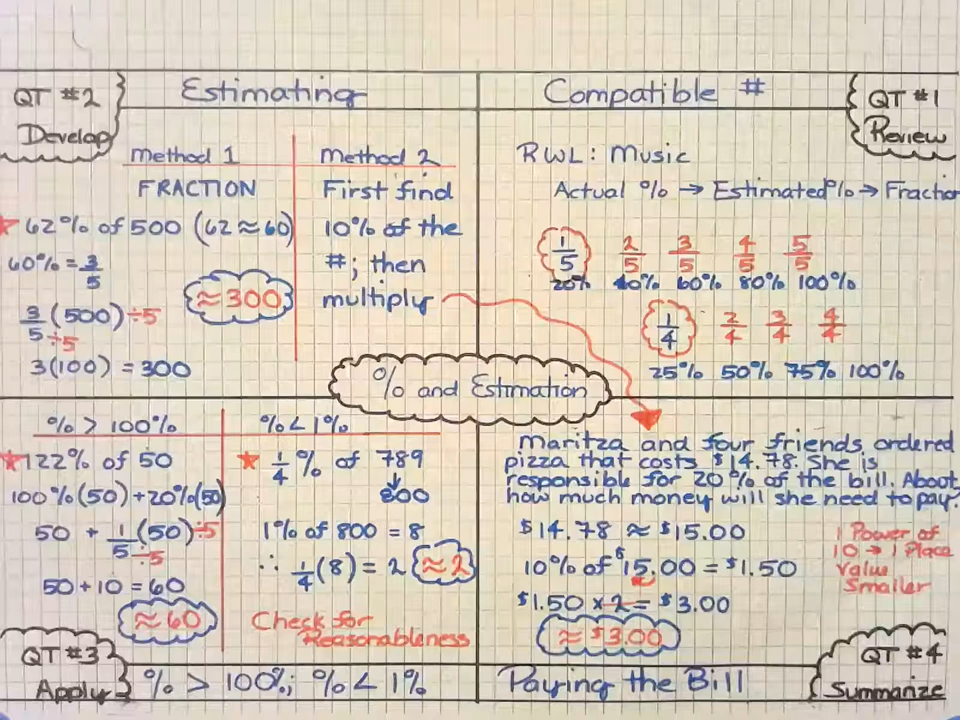 QT #2
Develop
Estimating
Method 1
FRACTION
62% of 500 (62 ≈ 60)
60% = 3/5
3/5 (500) ÷5
÷5
3(100) = 300
≈ 300
Method 2
First find
10% of the
#; then
multiply
Compatible #
QT #1
Review
RWL: Music
Actual % → Estimated % → Fraction
1/5 2/5 3/5 4/5 5/5
20% 40% 60% 80% 100%
1/4 2/4 3/4 4/4
25% 50% 75% 100%
% and Estimation
% > 100%
122% of 50
100%(50) + 20%(50)
50 + 1/5 (50) ÷5
÷5
50 + 10 = 60
≈ 60
% < 1%
1/4 % of 789
800
1% of 800 = 8
∴ 1/4 (8) = 2 ≈ 2
Check for
Reasonableness
QT #3
Apply
% > 100%; % < 1%
Maritza and four friends ordered
pizza that costs $14.78. She is
responsible for 20% of the bill. About
how much money will she need to pay.
$14.78 ≈ $15.00
10% of $15.00 = $1.50
$1.50 x 2 = $3.00
≈ $3.00
1 Power of
10 → 1 Place
Value
Smaller
Paying the Bill
QT #4
Summarize